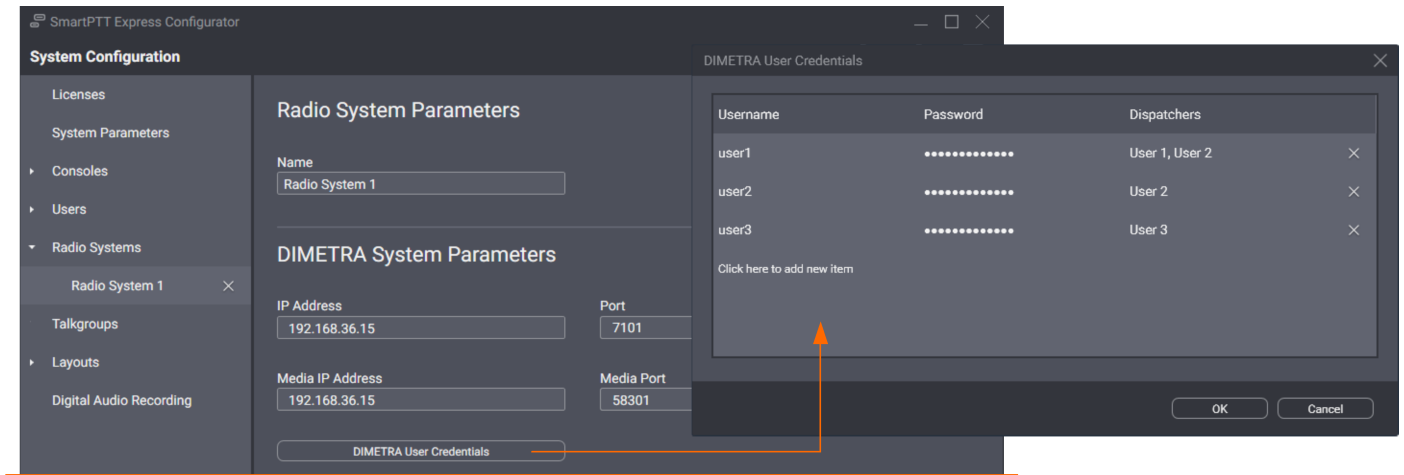 SmartPTT Express Configurator
System Configuration
Licenses
System Parameters
Consoles
Users
Radio Systems
Radio System 1
Talkgroups
Layouts
Digital Audio Recording
Radio System Parameters
Name
Radio System 1
DIMETRA System Parameters
IP Address Port
192.168.36.15 7101
Media IP Address Media Port
192.168.36.15 58301
DIMETRA User Credentials
DIMETRA User Credentials
Username Password Dispatchers
user1 ••••••••••••• User 1, User 2
user2 ••••••••••••• User 2
user3 ••••••••••••• User 3
Click here to add new item
OK Cancel